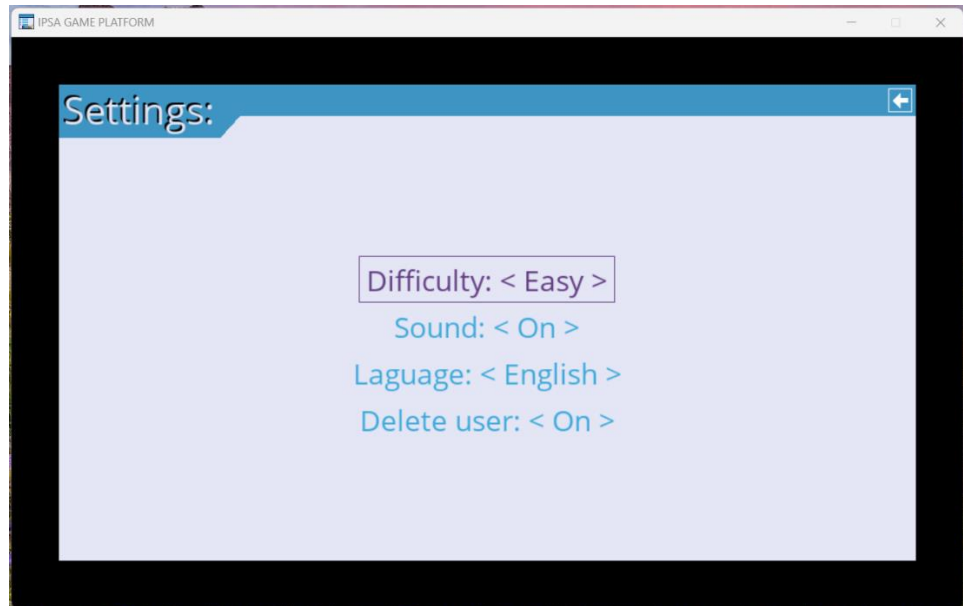 IPSA GAME PLATFORM
Settings:
Difficulty: < Easy >
Sound: < On >
Laguage: < English >
Delete user: < On >